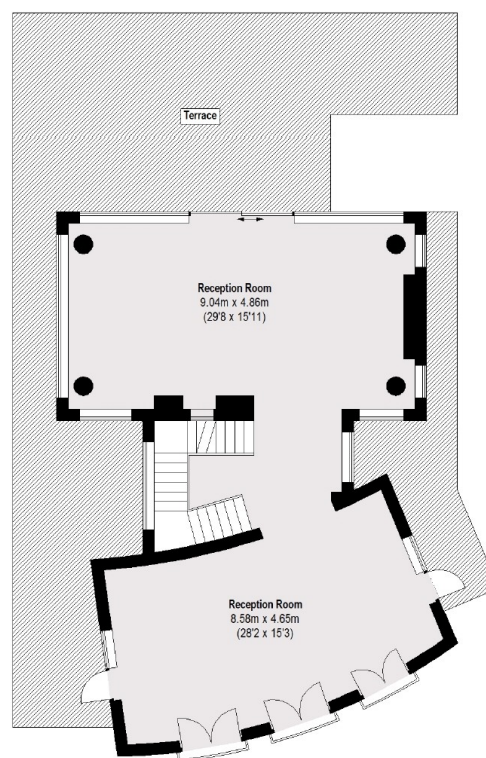 Terrace
Reception Room
9.04m x 4.86m
(29'8 x 15'11)
Reception Room
8.58m x 4.65m
(28'2 x 15'3)